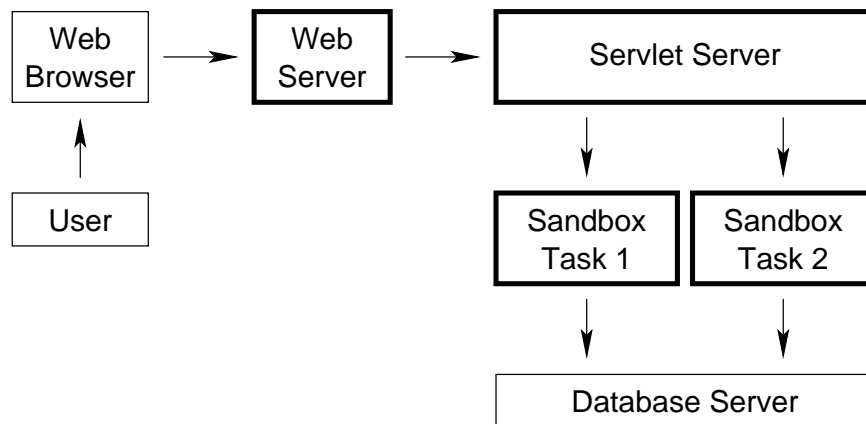 Web
Browser
Web
Server
Servlet Server
User
Sandbox
Task 1
Sandbox
Task 2
Database Server